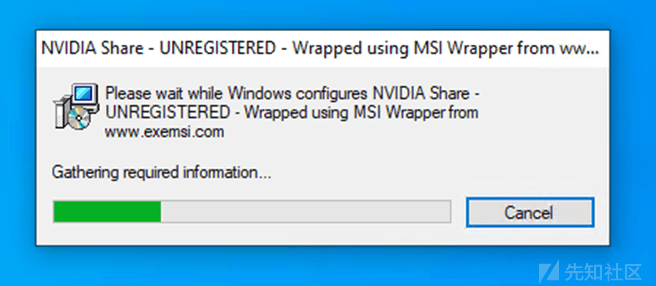 NVIDIA Share - UNREGISTERED - Wrapped using MSI Wrapper from ww...
Please wait while Windows configures NVIDIA Share -
UNREGISTERED - Wrapped using MSI Wrapper from
www.exemsi.com
Gathering required information...
Cancel
先知社区